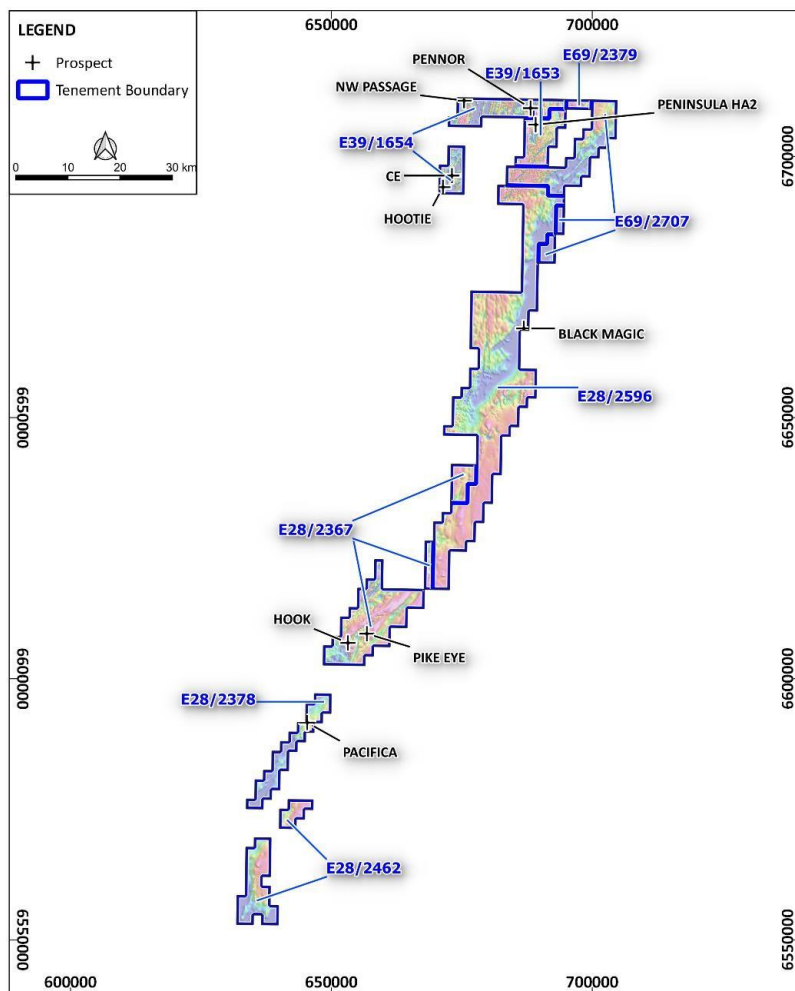 650000
700000
LEGEND
Prospect
Tenement Boundary
0 10 20 30 km
PENNOR
E69/2379
E39/1653
NW PASSAGE
PENINSULA HA2
E39/1654
6700000
CE
HOOTIE
E69/2707
BLACK MAGIC
E28/2596
6650000
6650000
E28/2367
HOOK
PIKE EYE
6600000
6600000
E28/2378
PACIFICA
E28/2462
6550000
6550000
600000
650000
700000